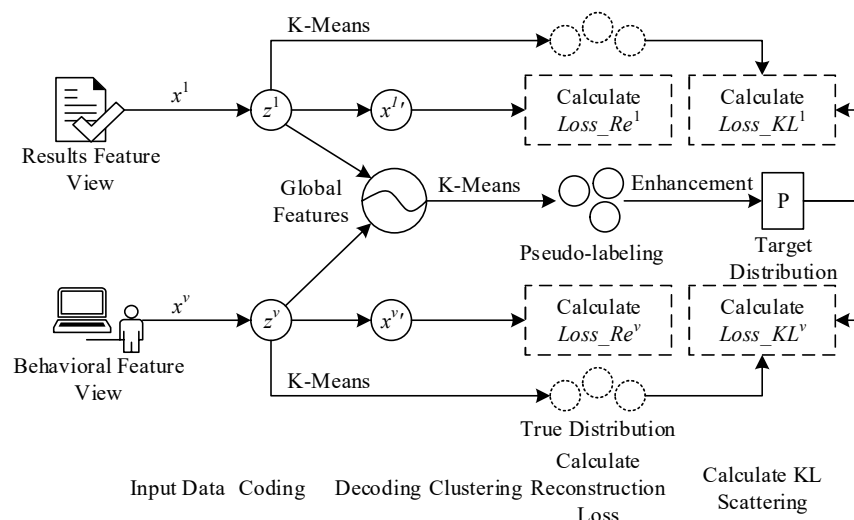 K-Means
x¹
z¹
x¹′
Calculate
Loss_Re¹
Calculate
Loss_KL¹
Results Feature
View
Global
Features
K-Means
Enhancement
P
Pseudo-labeling
Target
Distribution
xᵛ
zᵛ
xᵛ′
Calculate
Loss_Reᵛ
Calculate
Loss_KLᵛ
Behavioral Feature
View
K-Means
True Distribution
Input Data
Coding
Decoding
Clustering
Calculate
Reconstruction
Loss
Calculate KL
Scattering